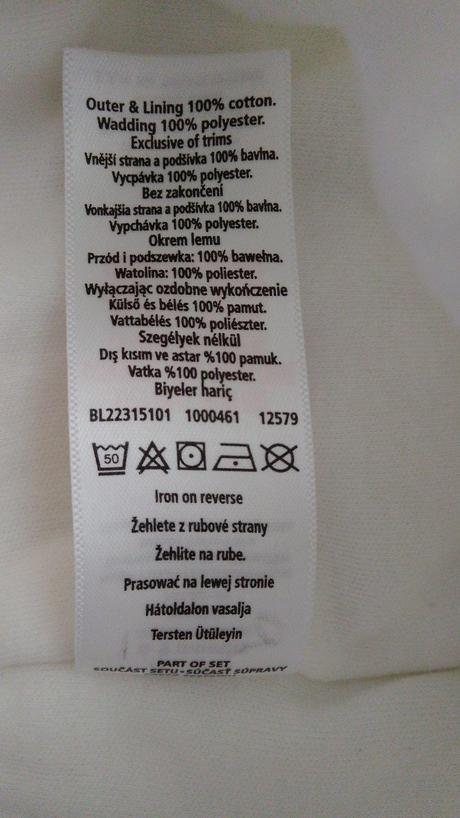 Outer & Lining 100% cotton.
Wadding 100% polyester.
Exclusive of trims
Vnější strana a podšívka 100% bavlna.
Vycpávka 100% polyester.
Bez zakončení
Vonkajšia strana a podšívka 100% bavlna.
Vypchávka 100% polyester.
Okrem lemu
Przód i podszewka: 100% bawełna.
Watolina: 100% poliester.
Wyłączając ozdobne wykończenie
Külső és bélés 100% pamut.
Vattabélés 100% poliészter.
Szegélyek nélkül
Dış kısım ve astar %100 pamuk.
Vatka %100 polyester.
Biyeler hariç
BL22315101 1000461 12579
50
Iron on reverse
Žehlete z rubové strany
Žehlite na rube.
Prasować na lewej stronie
Hátoldalon vasalja
Tersten Ütüleyin
PART OF SET
SOUČÁST SETU - SÚČASŤ SÚPRAVY